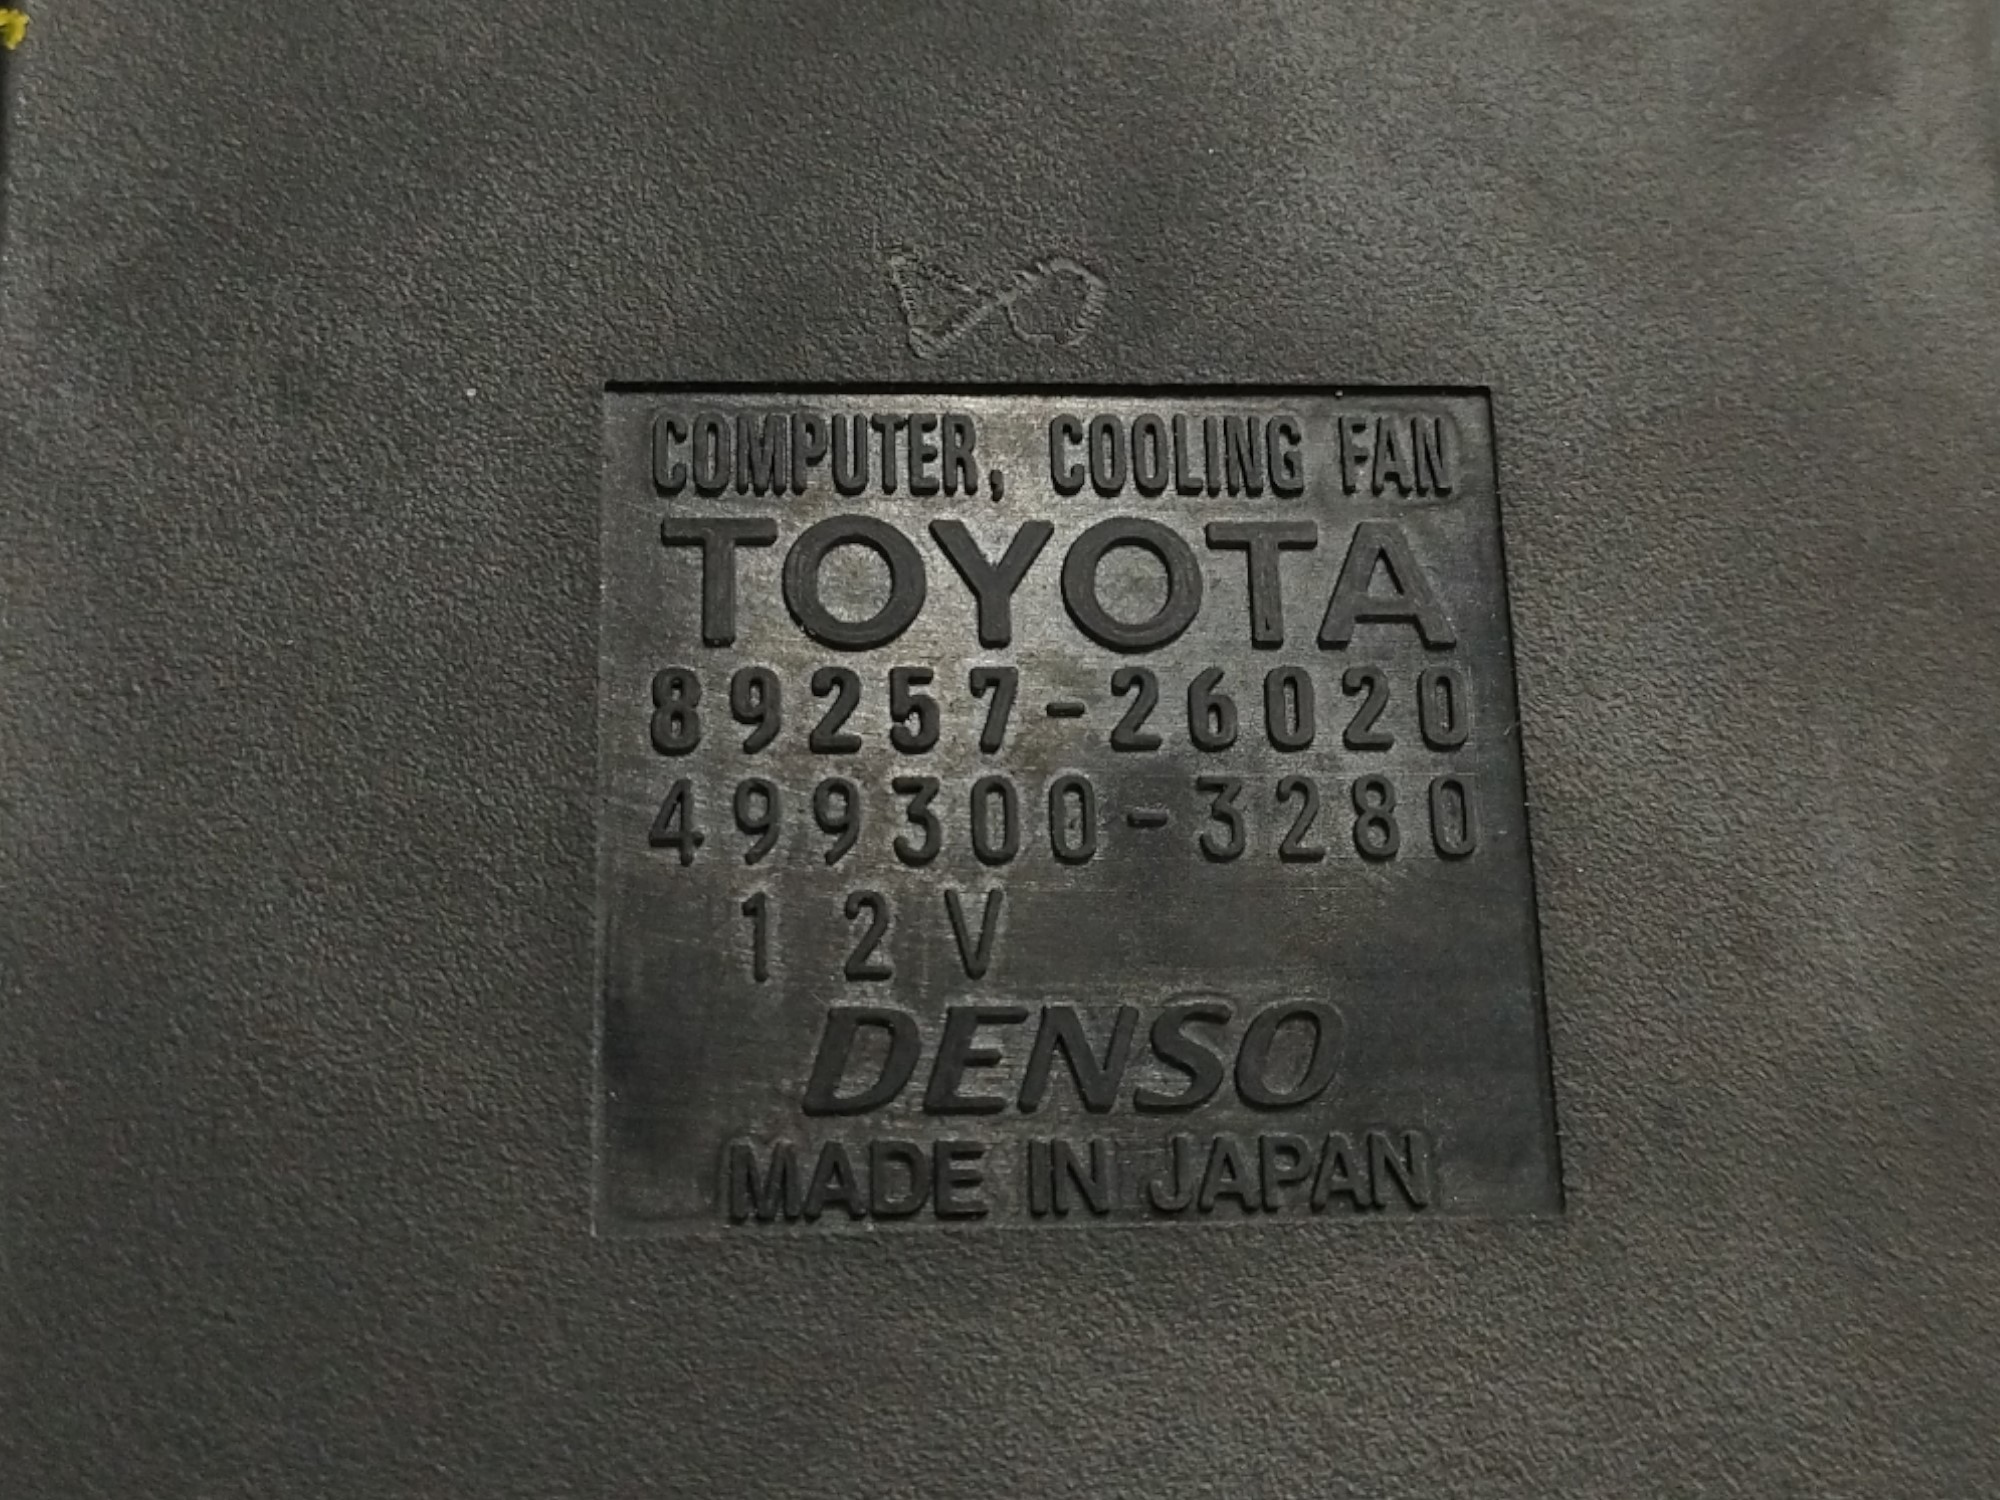 COMPUTER, COOLING FAN
TOYOTA
89257-26020
499300-3280
12V
DENSO
MADE IN JAPAN